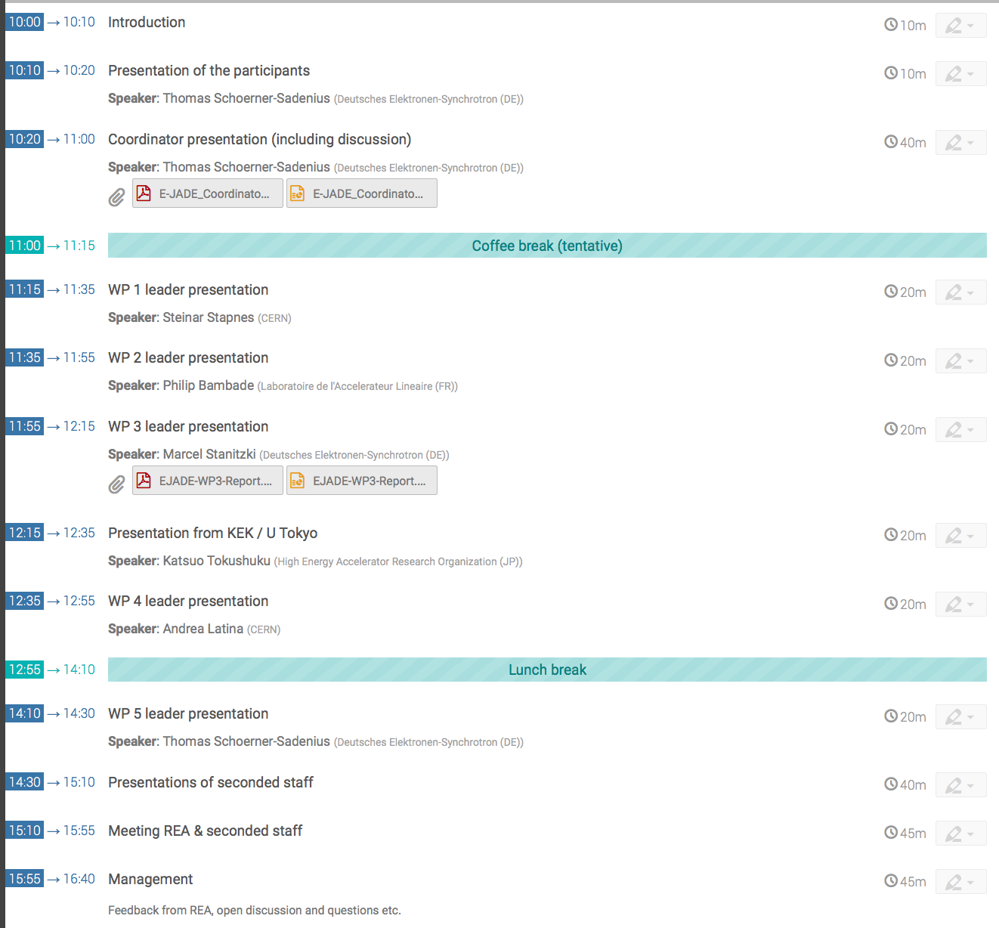 10:00 → 10:10 Introduction 10m
10:10 → 10:20 Presentation of the participants 10m
Speaker: Thomas Schoerner-Sadenius (Deutsches Elektronen-Synchrotron (DE))
10:20 → 11:00 Coordinator presentation (including discussion) 40m
Speaker: Thomas Schoerner-Sadenius (Deutsches Elektronen-Synchrotron (DE))
E-JADE_Coordinato... E-JADE_Coordinato...
11:00 → 11:15 Coffee break (tentative)
11:15 → 11:35 WP 1 leader presentation 20m
Speaker: Steinar Stapnes (CERN)
11:35 → 11:55 WP 2 leader presentation 20m
Speaker: Philip Bambade (Laboratoire de l'Accelerateur Lineaire (FR))
11:55 → 12:15 WP 3 leader presentation 20m
Speaker: Marcel Stanitzki (Deutsches Elektronen-Synchrotron (DE))
EJADE-WP3-Report.... EJADE-WP3-Report....
12:15 → 12:35 Presentation from KEK / U Tokyo 20m
Speaker: Katsuo Tokushuku (High Energy Accelerator Research Organization (JP))
12:35 → 12:55 WP 4 leader presentation 20m
Speaker: Andrea Latina (CERN)
12:55 → 14:10 Lunch break
14:10 → 14:30 WP 5 leader presentation 20m
Speaker: Thomas Schoerner-Sadenius (Deutsches Elektronen-Synchrotron (DE))
14:30 → 15:10 Presentations of seconded staff 40m
15:10 → 15:55 Meeting REA & seconded staff 45m
15:55 → 16:40 Management 45m
Feedback from REA, open discussion and questions etc.